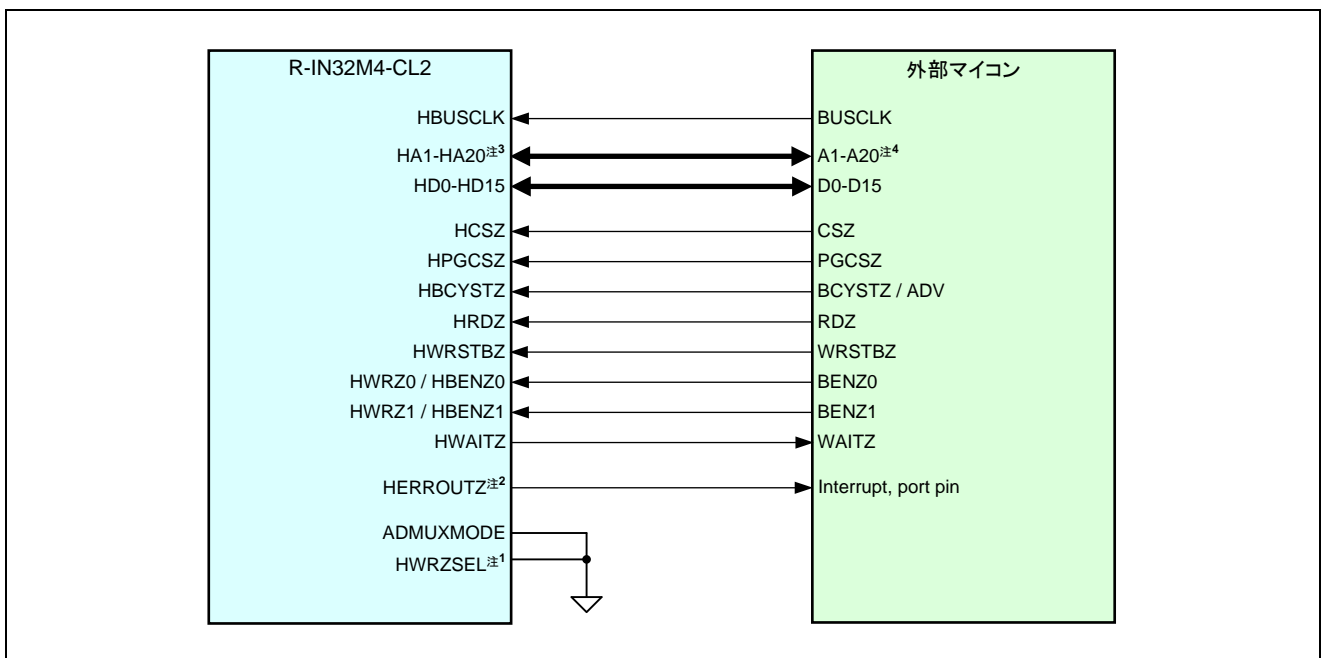 R-IN32M4-CL2
外部マイコン
HBUSCLK
BUSCLK
HA1-HA20注3
A1-A20注4
HD0-HD15
D0-D15
HCSZ
CSZ
HPGCSZ
PGCSZ
HBCYSTZ
BCYSTZ / ADV
HRDZ
RDZ
HWRSTBZ
WRSTBZ
HWRZ0 / HBENZ0
BENZ0
HWRZ1 / HBENZ1
BENZ1
HWAITZ
WAITZ
HERROUTZ注2
Interrupt, port pin
ADMUXMODE
HWRZSEL注1